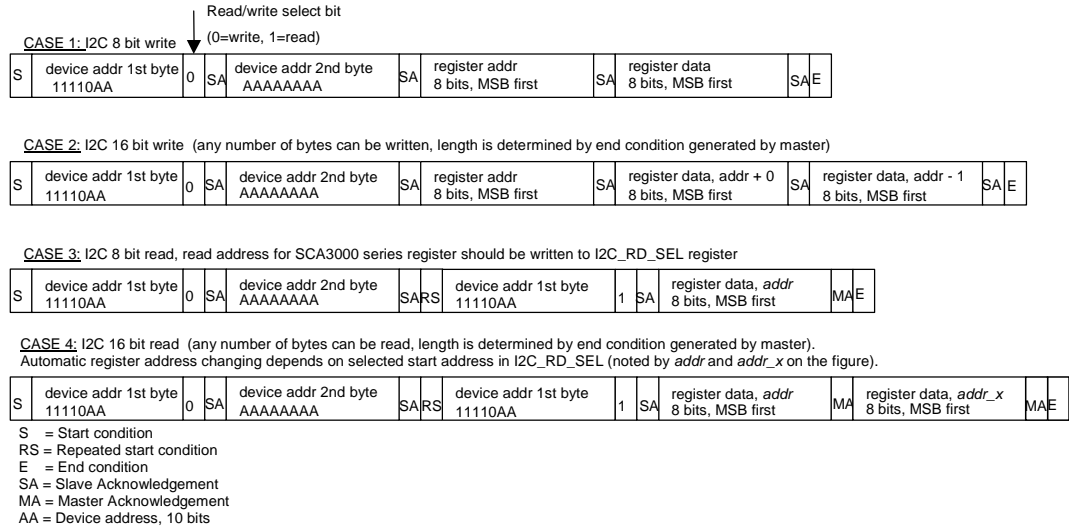 Read/write select bit
(0=write, 1=read)
CASE 1: I2C 8 bit write
S device addr 1st byte 0 SA device addr 2nd byte SA register addr SA register data SA E
11110AA AAAAAAAA 8 bits, MSB first 8 bits, MSB first
CASE 2: I2C 16 bit write (any number of bytes can be written, length is determined by end condition generated by master)
S device addr 1st byte 0 SA device addr 2nd byte SA register addr SA register data, addr + 0 SA register data, addr - 1 SA E
11110AA AAAAAAAA 8 bits, MSB first 8 bits, MSB first 8 bits, MSB first
CASE 3: I2C 8 bit read, read address for SCA3000 series register should be written to I2C_RD_SEL register
S device addr 1st byte 0 SA device addr 2nd byte SA RS device addr 1st byte 1 SA register data, addr MA E
11110AA AAAAAAAA 11110AA 8 bits, MSB first
CASE 4: I2C 16 bit read (any number of bytes can be read, length is determined by end condition generated by master).
Automatic register address changing depends on selected start address in I2C_RD_SEL (noted by addr and addr_x on the figure).
S device addr 1st byte 0 SA device addr 2nd byte SA RS device addr 1st byte 1 SA register data, addr MA register data, addr_x MA E
11110AA AAAAAAAA 11110AA 8 bits, MSB first 8 bits, MSB first
S = Start condition
RS = Repeated start condition
E = End condition
SA = Slave Acknowledgement
MA = Master Acknowledgement
AA = Device address, 10 bits